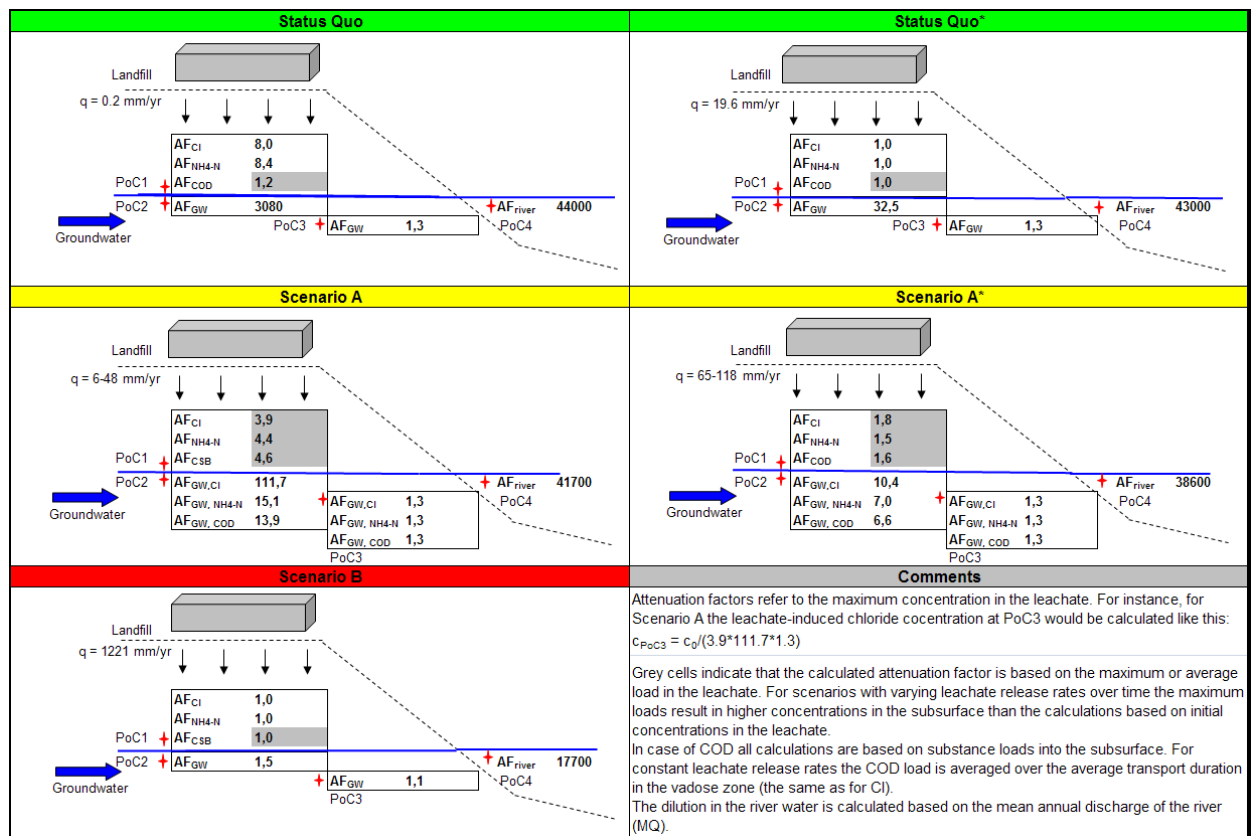 Status Quo
Landfill
q = 0.2 mm/yr
AFCl 8,0
AFNH4-N 8,4
PoC1 AFCOD 1,2
PoC2 AFGW 3080 AFriver 44000
Groundwater PoC3 AFGW 1,3 PoC4
Status Quo*
Landfill
q = 19.6 mm/yr
AFCl 1,0
AFNH4-N 1,0
PoC1 AFCOD 1,0
PoC2 AFGW 32,5 AFriver 43000
Groundwater PoC3 AFGW 1,3 PoC4
Scenario A
Landfill
q = 6-48 mm/yr
AFCl 3,9
AFNH4-N 4,4
PoC1 AFCSB 4,6
PoC2 AFGW,Cl 111,7 AFriver 41700
AFGW, NH4-N 15,1 AFGW,Cl 1,3 PoC4
Groundwater AFGW, COD 13,9 AFGW, NH4-N 1,3
AFGW, COD 1,3
PoC3
Scenario A*
Landfill
q = 65-118 mm/yr
AFCl 1,8
AFNH4-N 1,5
PoC1 AFCOD 1,6
PoC2 AFGW,Cl 10,4 AFriver 38600
AFGW, NH4-N 7,0 AFGW,Cl 1,3 PoC4
Groundwater AFGW, COD 6,6 AFGW, NH4-N 1,3
AFGW, COD 1,3
PoC3
Scenario B
Landfill
q = 1221 mm/yr
AFCl 1,0
AFNH4-N 1,0
PoC1 AFCSB 1,0
PoC2 AFGW 1,5 AFriver 17700
Groundwater AFGW 1,1 PoC4
PoC3
Comments
Attenuation factors refer to the maximum concentration in the leachate. For instance, for
Scenario A the leachate-induced chloride cocentration at PoC3 would be calculated like this:
cPoC3 = c0/(3.9*111.7*1.3)
Grey cells indicate that the calculated attenuation factor is based on the maximum or average
load in the leachate. For scenarios with varying leachate release rates over time the maximum
loads result in higher concentrations in the subsurface than the calculations based on initial
concentrations in the leachate.
In case of COD all calculations are based on substance loads into the subsurface. For
constant leachate release rates the COD load is averaged over the average transport duration
in the vadose zone (the same as for Cl).
The dilution in the river water is calculated based on the mean annual discharge of the river
(MQ).